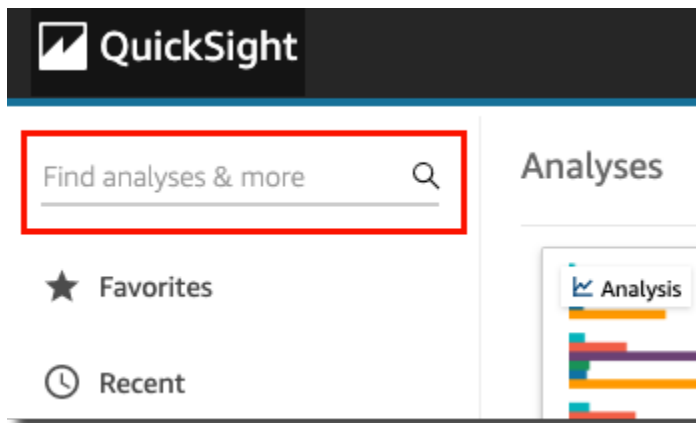 QuickSight
Find analyses & more
Analyses
Favorites
Analysis
Recent